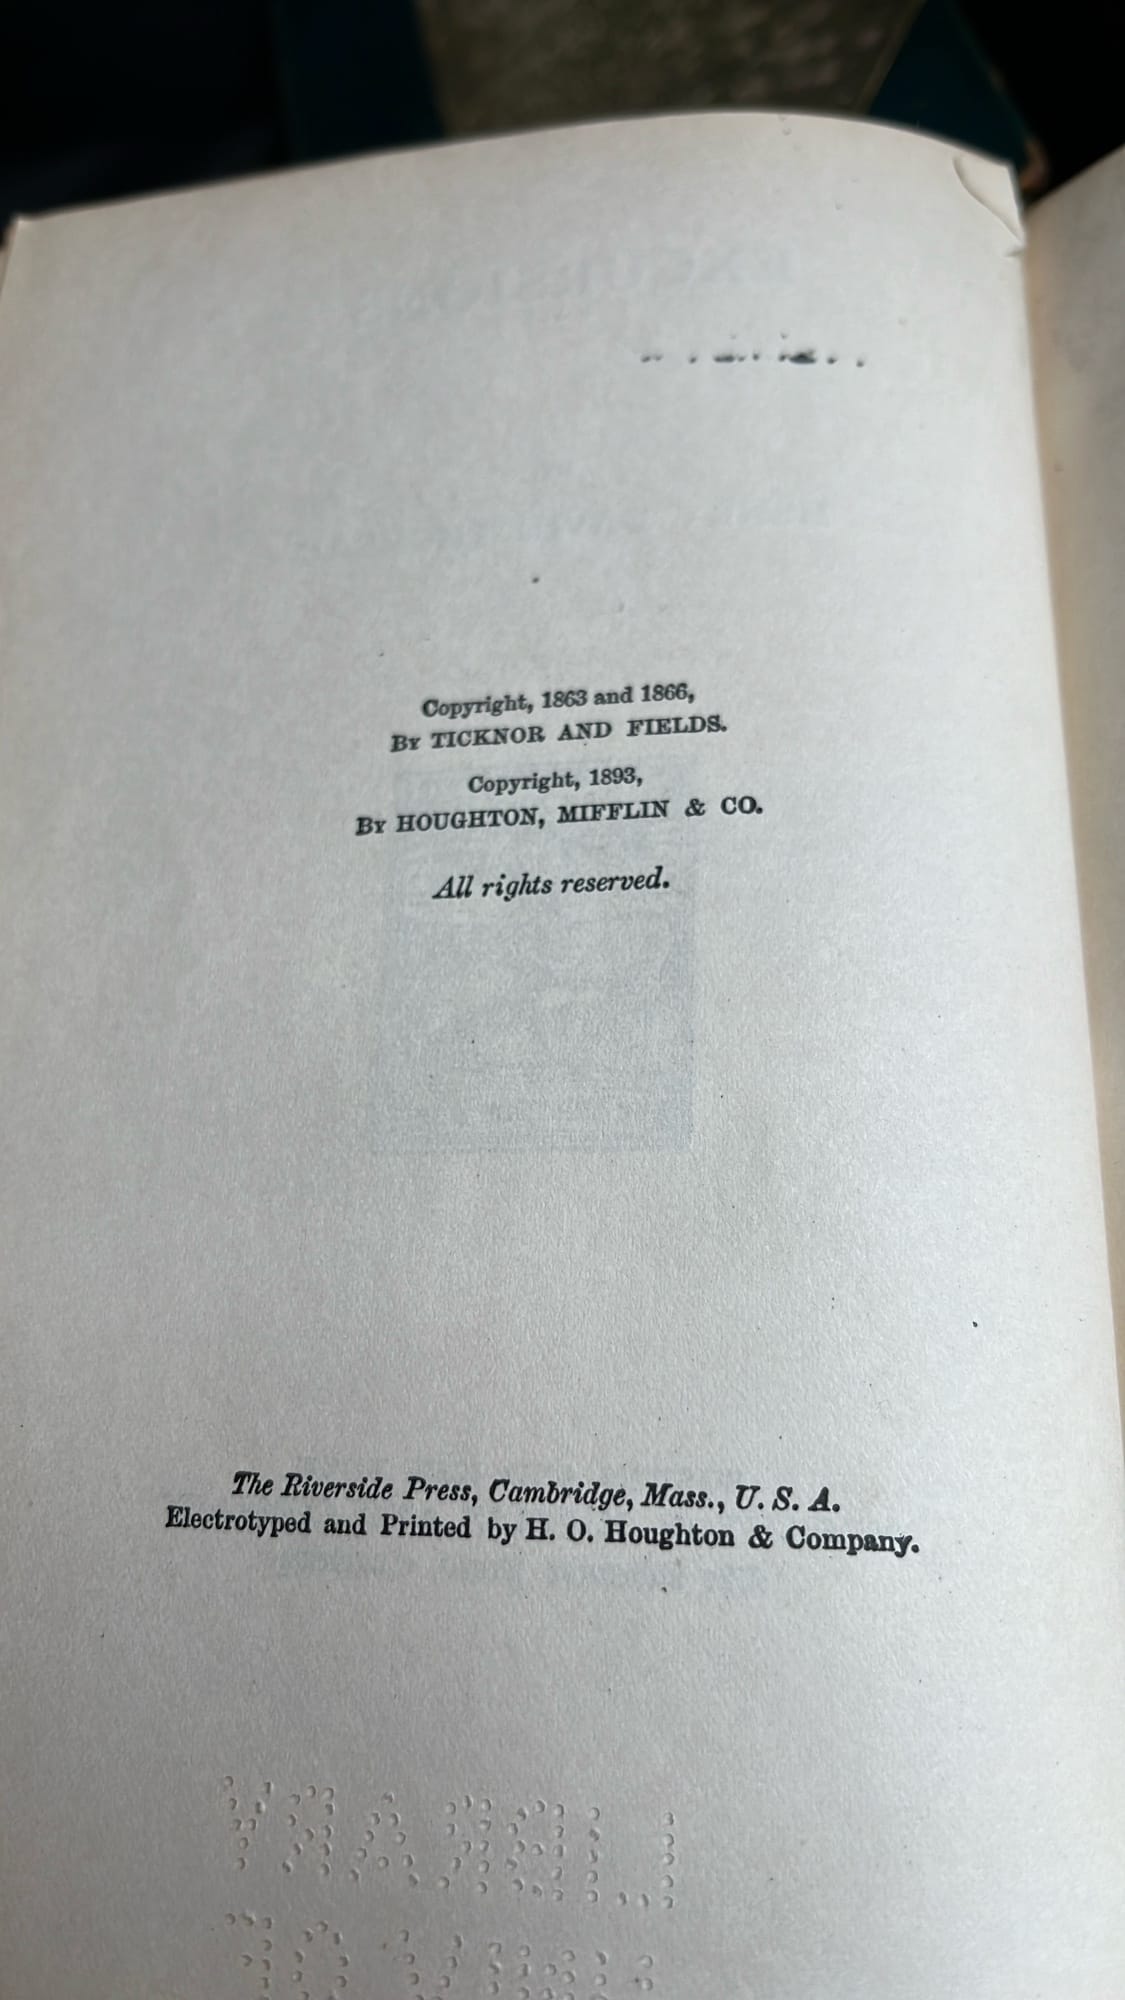 Copyright, 1863 and 1866,
By TICKNOR AND FIELDS.
Copyright, 1893,
By HOUGHTON, MIFFLIN & CO.
All rights reserved.
The Riverside Press, Cambridge, Mass., U. S. A.
Electrotyped and Printed by H. O. Houghton & Company.